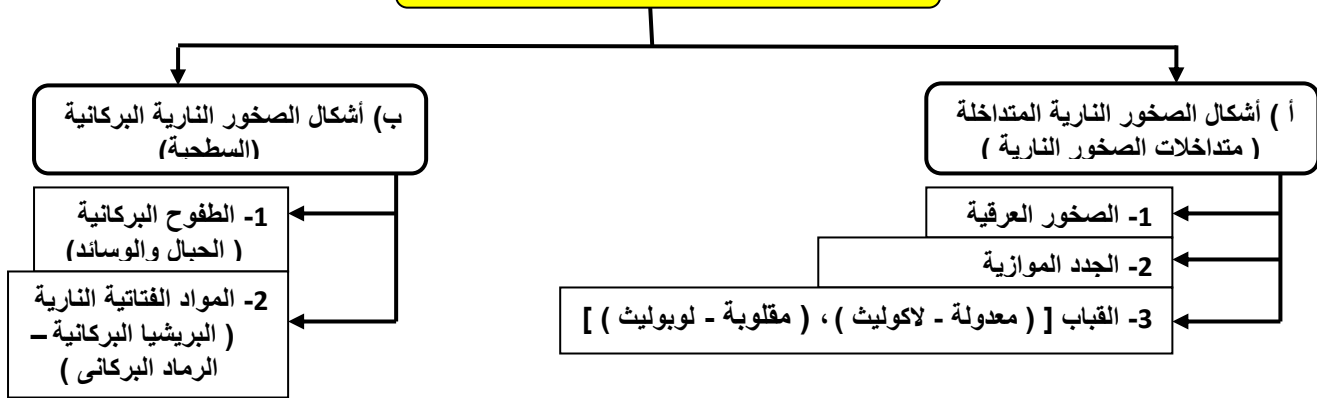 أ ) أشكال الصخور النارية المتداخلة
( متداخلات الصخور النارية )
1- الصخور العرقية
2- الجدد الموازية
3- القباب [ ( معدولة - لاكوليث ) ، ( مقلوبة - لوبوليث ) ]
ب) أشكال الصخور النارية البركانية
(السطحية)
1- الطفوح البركانية
( الحبال والوسائد)
2- المواد الفتاتية النارية
( البريشيا البركانية –
الرماد البركانى )